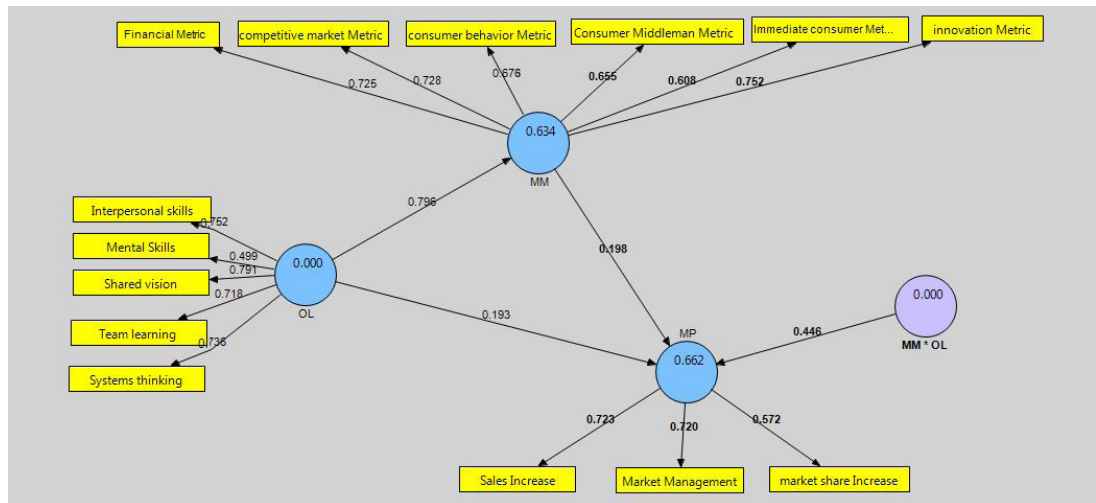 Financial Metric
competitive market Metric
consumer behavior Metric
Consumer Middleman Metric
Immediate consumer Met...
innovation Metric
0.725
0.728
0.676
0.655
0.608
0.752
0.634
MM
0.796
0.198
Interpersonal skills
Mental Skills
Shared vision
Team learning
Systems thinking
0.752
0.499
0.791
0.718
0.736
0.000
OL
0.193
MP
0.662
0.446
0.000
MM * OL
0.723
0.720
0.572
Sales Increase
Market Management
market share Increase